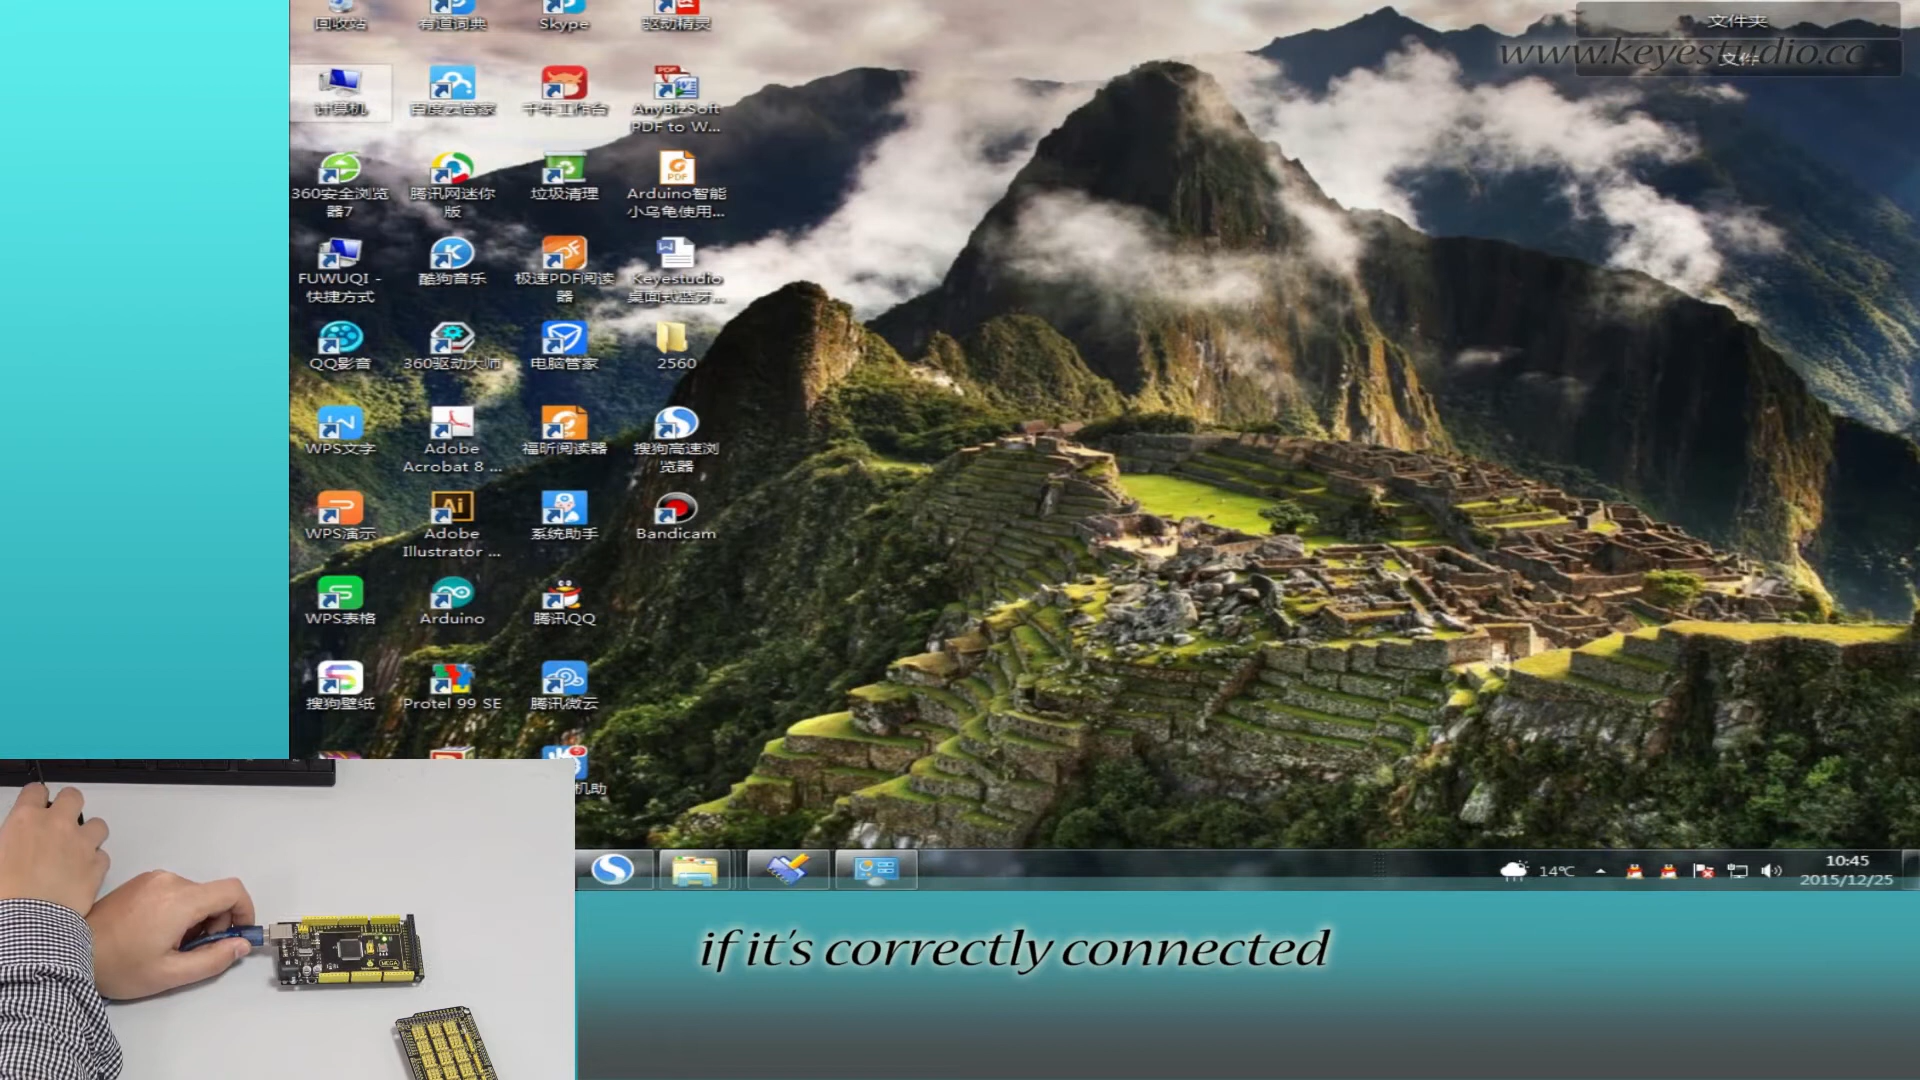 回收站
有道词典
Skype
驱动精灵
文件夹
www.keyestudio.cc
文件
计算机
百度云管家
千牛工作台
AnyBizSoft
PDF to W...
360安全浏览
器7
腾讯网迷你
版
垃圾清理
Arduino智能
小乌龟使用...
FUWUQI -
快捷方式
酷狗音乐
极速PDF阅读
器
Keyestudio
桌面式蓝牙...
QQ影音
360驱动大师
电脑管家
2560
WPS文字
Adobe
Acrobat 8 ...
福昕阅读器
搜狗高速浏
览器
WPS演示
Adobe
Illustrator ...
系统助手
Bandicam
WPS表格
Arduino
腾讯QQ
搜狗壁纸
Protel 99 SE
腾讯微云
机助
14℃
10:45
2015/12/25
if it's correctly connected
MEGA